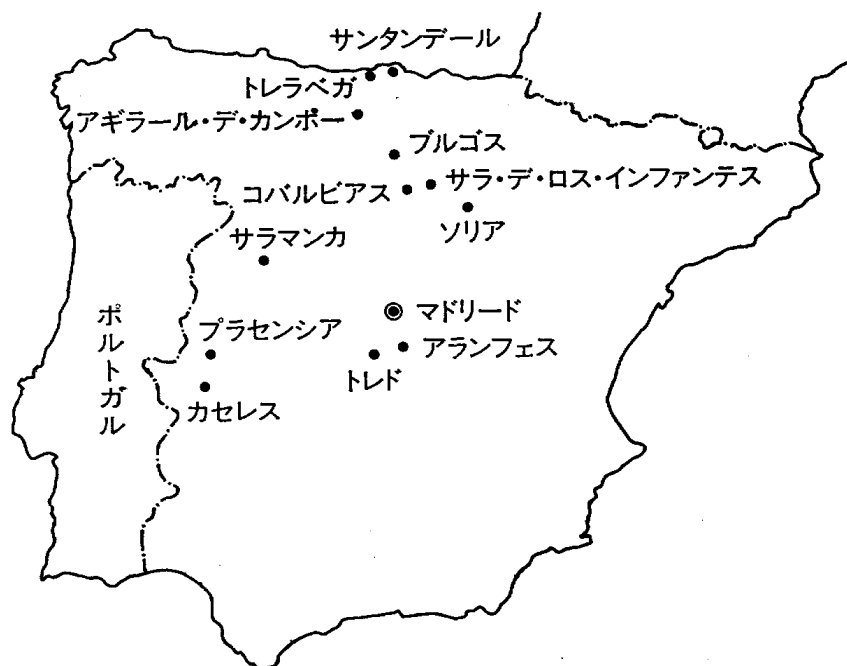 サンタンデール
トレラベガ
アギラール・デ・カンポー
ブルゴス
サラ・デ・ロス・インファンテス
コバルビアス
ソリア
サラマンカ
マドリード
ポルトガル
プラセンシア
アランフェス
トレド
カセレス